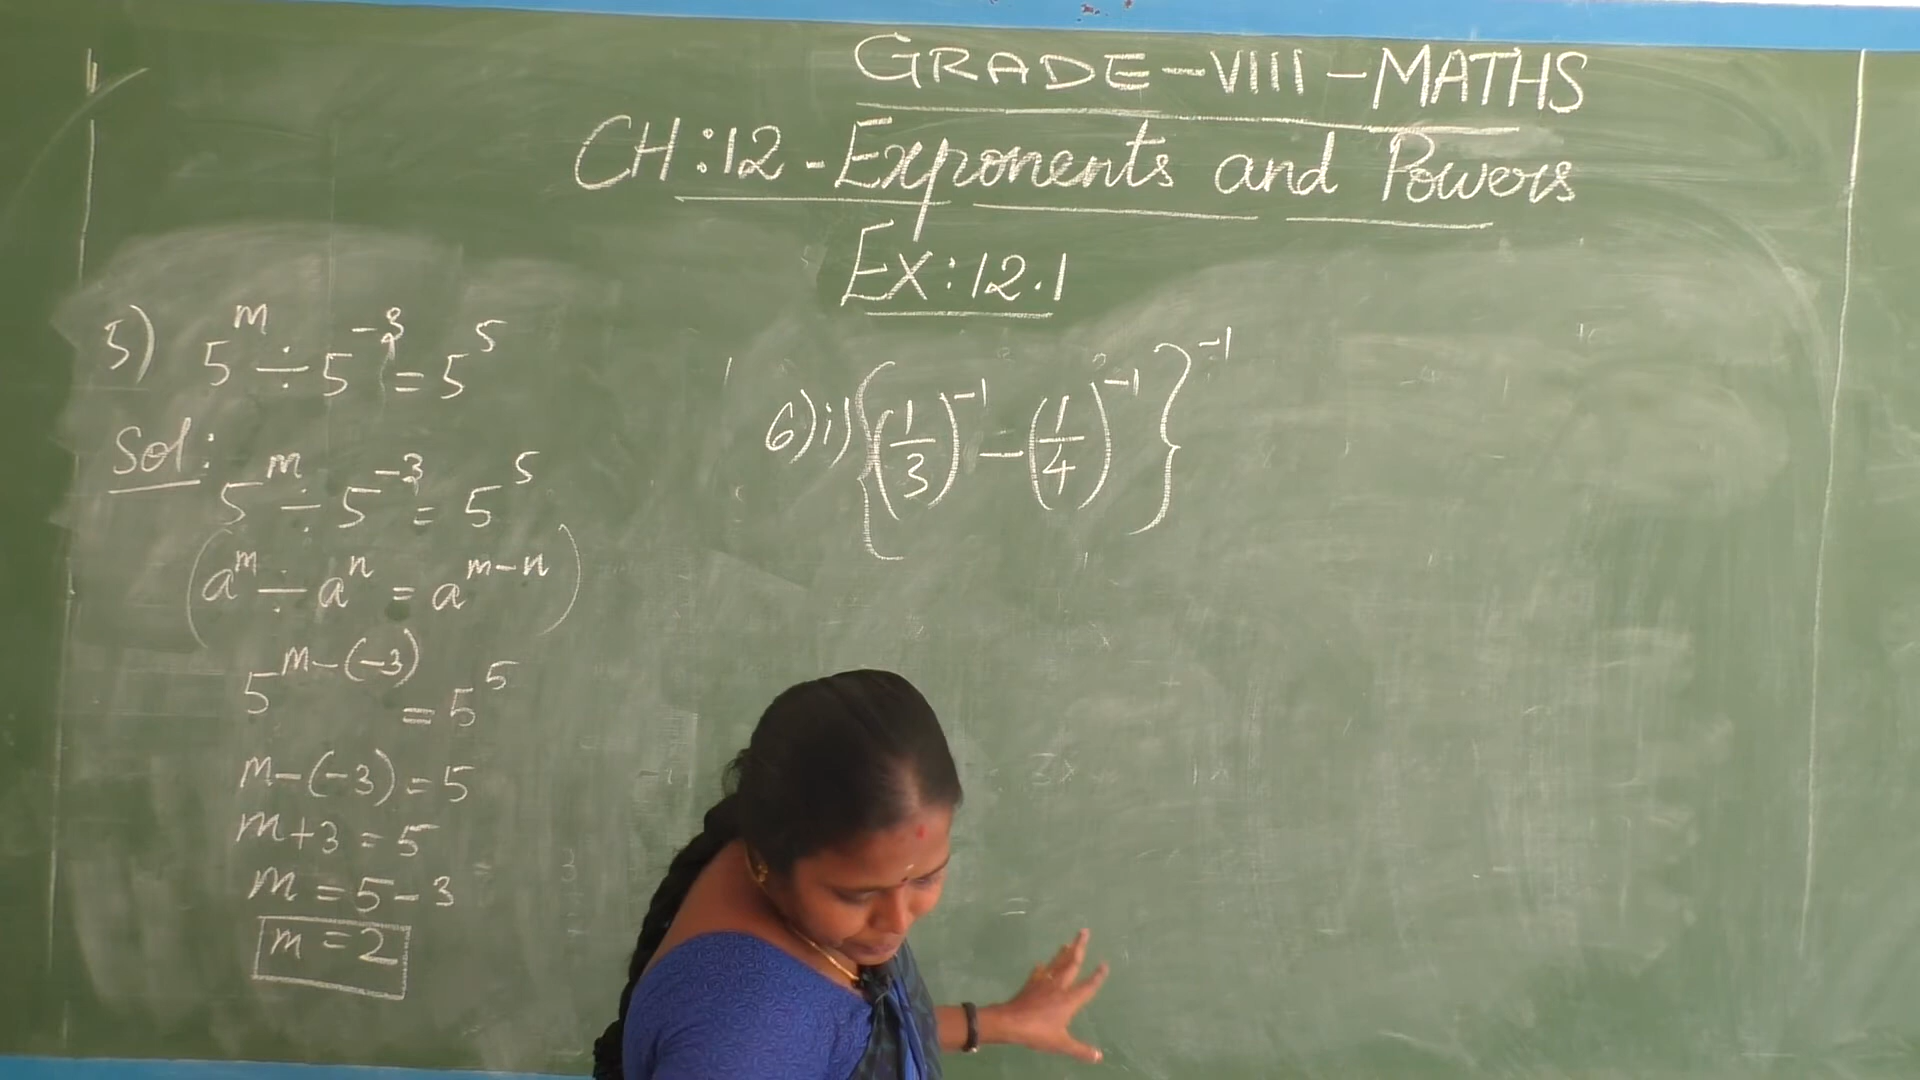 GRADE-VIII-MATHS
CH:12-Exponents and Powers
EX:12.1
5) 5^m ÷ 5^-3 = 5^5
Sol:
5^m ÷ 5^-3 = 5^5
(a^m ÷ a^n = a^m-n)
5^m-(-3) = 5^5
m-(-3) = 5
m+3 = 5
m = 5-3
m = 2
6) i) {(1/3)^-1 - (1/4)^-1}^-1